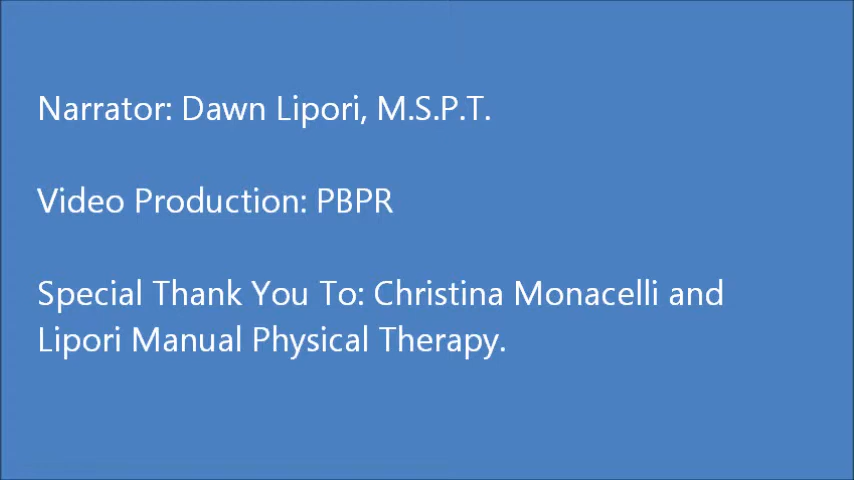 Narrator: Dawn Lipori, M.S.P.T.
Video Production: PBPR
Special Thank You To: Christina Monacelli and
Lipori Manual Physical Therapy.